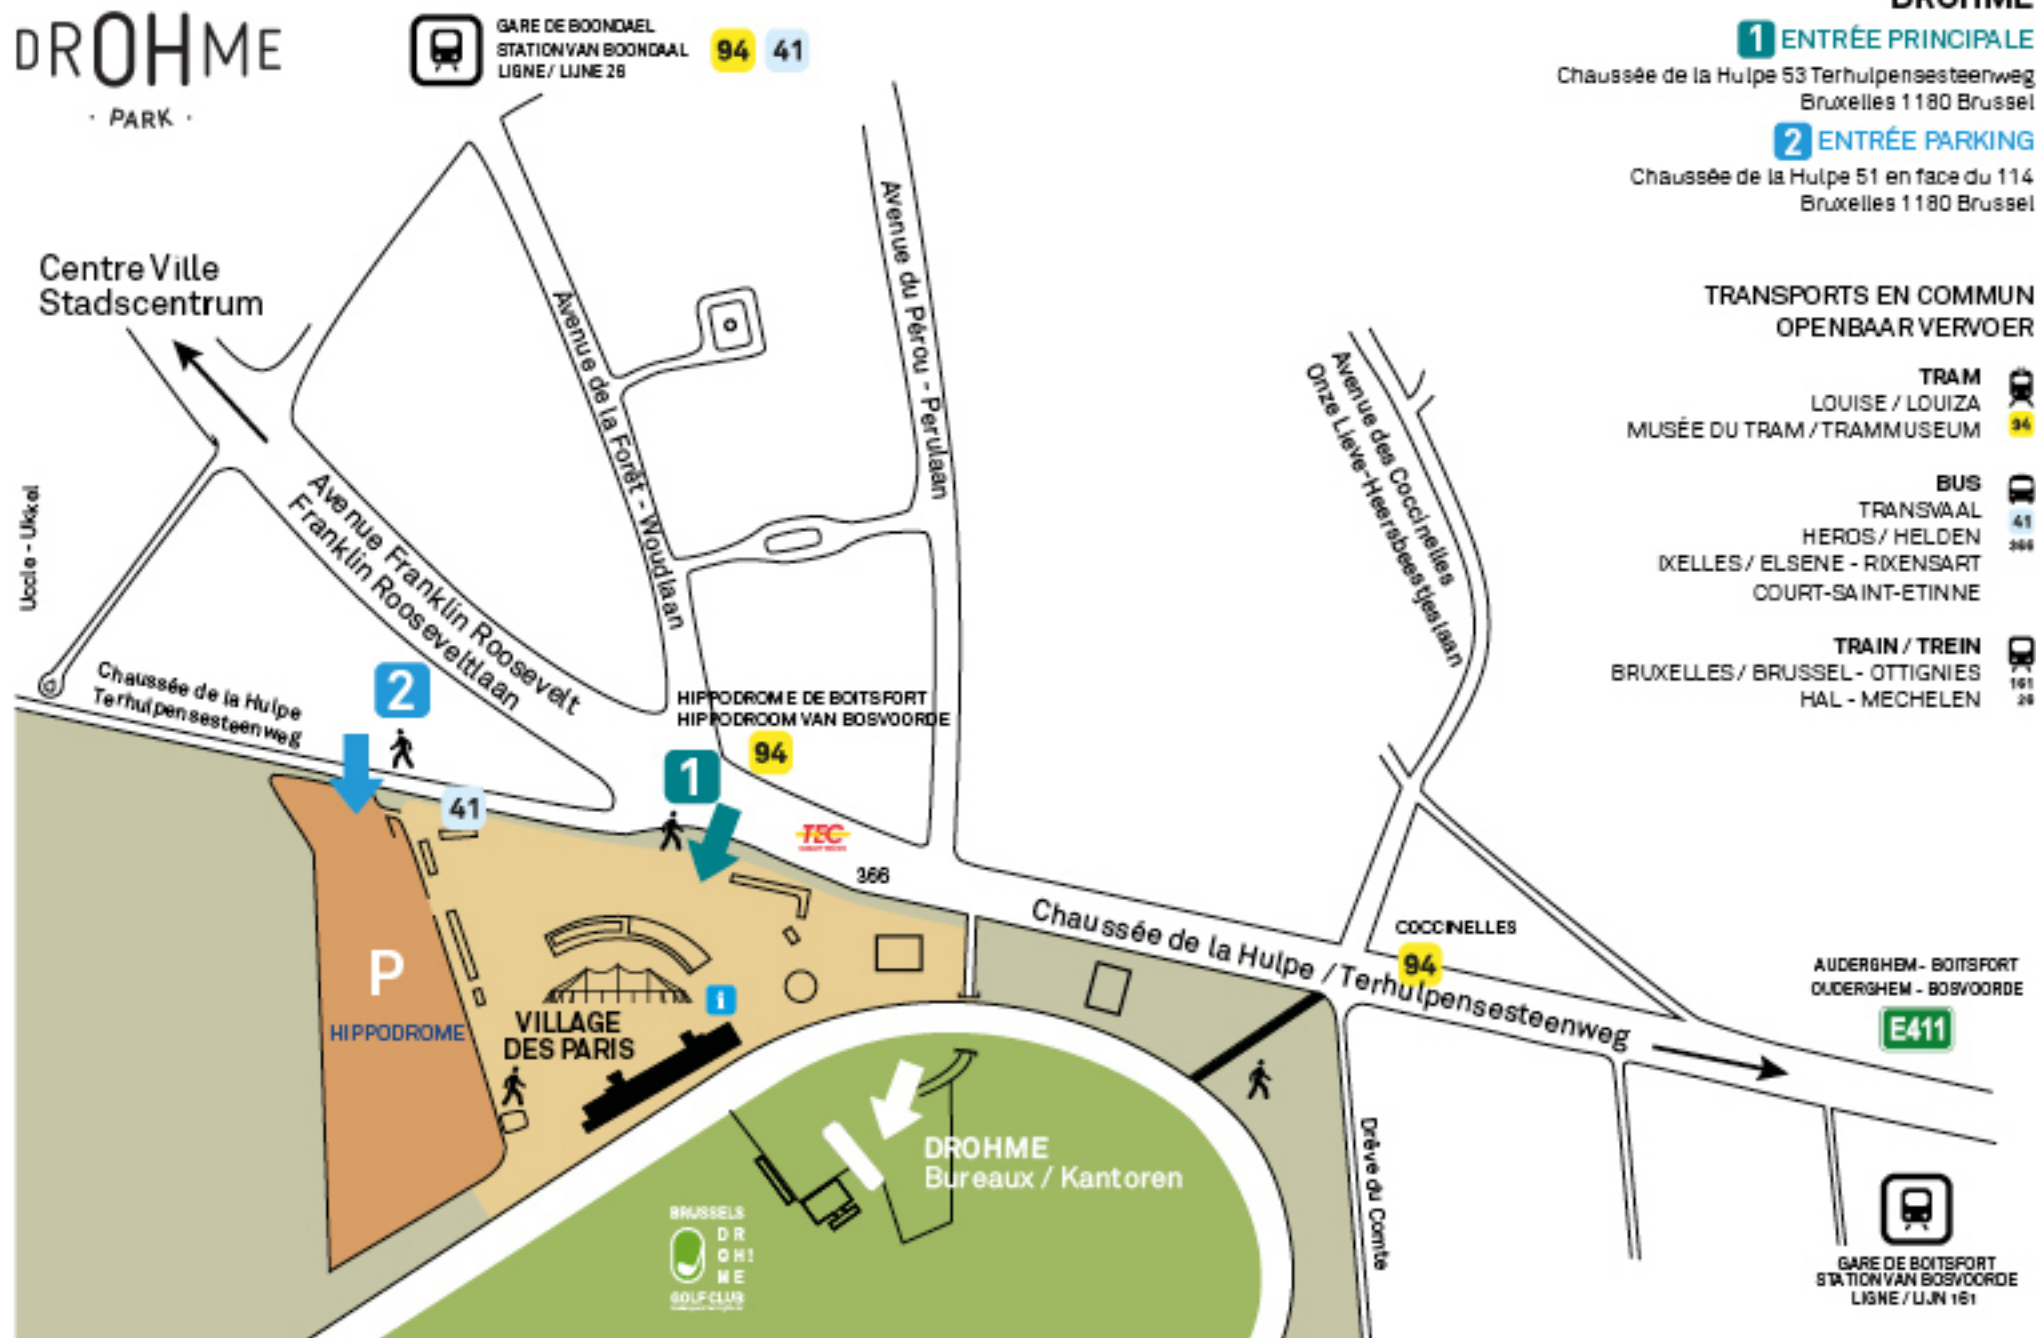 DROHME
· PARK ·
GARE DE BOONDAEL
STATION VAN BOONDAAL
LIGNE / LIJNE 26
94
41
DROHME
1 ENTRÉE PRINCIPALE
Chaussée de la Hulpe 53 Terhulpensesteenweg
Bruxelles 1180 Brussel
2 ENTRÉE PARKING
Chaussée de la Hulpe 51 en face du 114
Bruxelles 1180 Brussel
TRANSPORTS EN COMMUN
OPENBAAR VERVOER
TRAM
LOUISE / LOUIZA
MUSÉE DU TRAM / TRAMMUSEUM
94
BUS
TRANSVAAL
41
HEROS / HELDEN
366
IXELLES / ELSENE - RIXENSART
COURT-SAINT-ETINNE
TRAIN / TREIN
BRUXELLES / BRUSSEL - OTTIGNIES
161
HAL - MECHELEN
26
Centre Ville
Stadscentrum
Uccle - Ukkel
Avenue Franklin Roosevelt
Franklin Rooseveltlaan
Avenue de la Forêt - Woudlaan
Avenue du Pérou - Perulaan
Avenue des Coccinelles
Onze Lieve-Heersbeestjeslaan
Chaussée de la Hulpe
Terhulpensesteenweg
2
41
HIPPODROME DE BOITSFORT
HIPPODROOM VAN BOSVOORDE
94
1
TEC
366
Chaussée de la Hulpe / Terhulpensesteenweg
COCCINELLES
94
AUDERGHEM - BOITSFORT
OUDERGHEM - BOSVOORDE
E411
P
HIPPODROME
VILLAGE
DES PARIS
i
DROHME
Bureaux / Kantoren
BRUSSELS
DR
OH!
ME
GOLF CLUB
Drève du Comte
GARE DE BOITSFORT
STATION VAN BOSVOORDE
LIGNE / LIJN 161